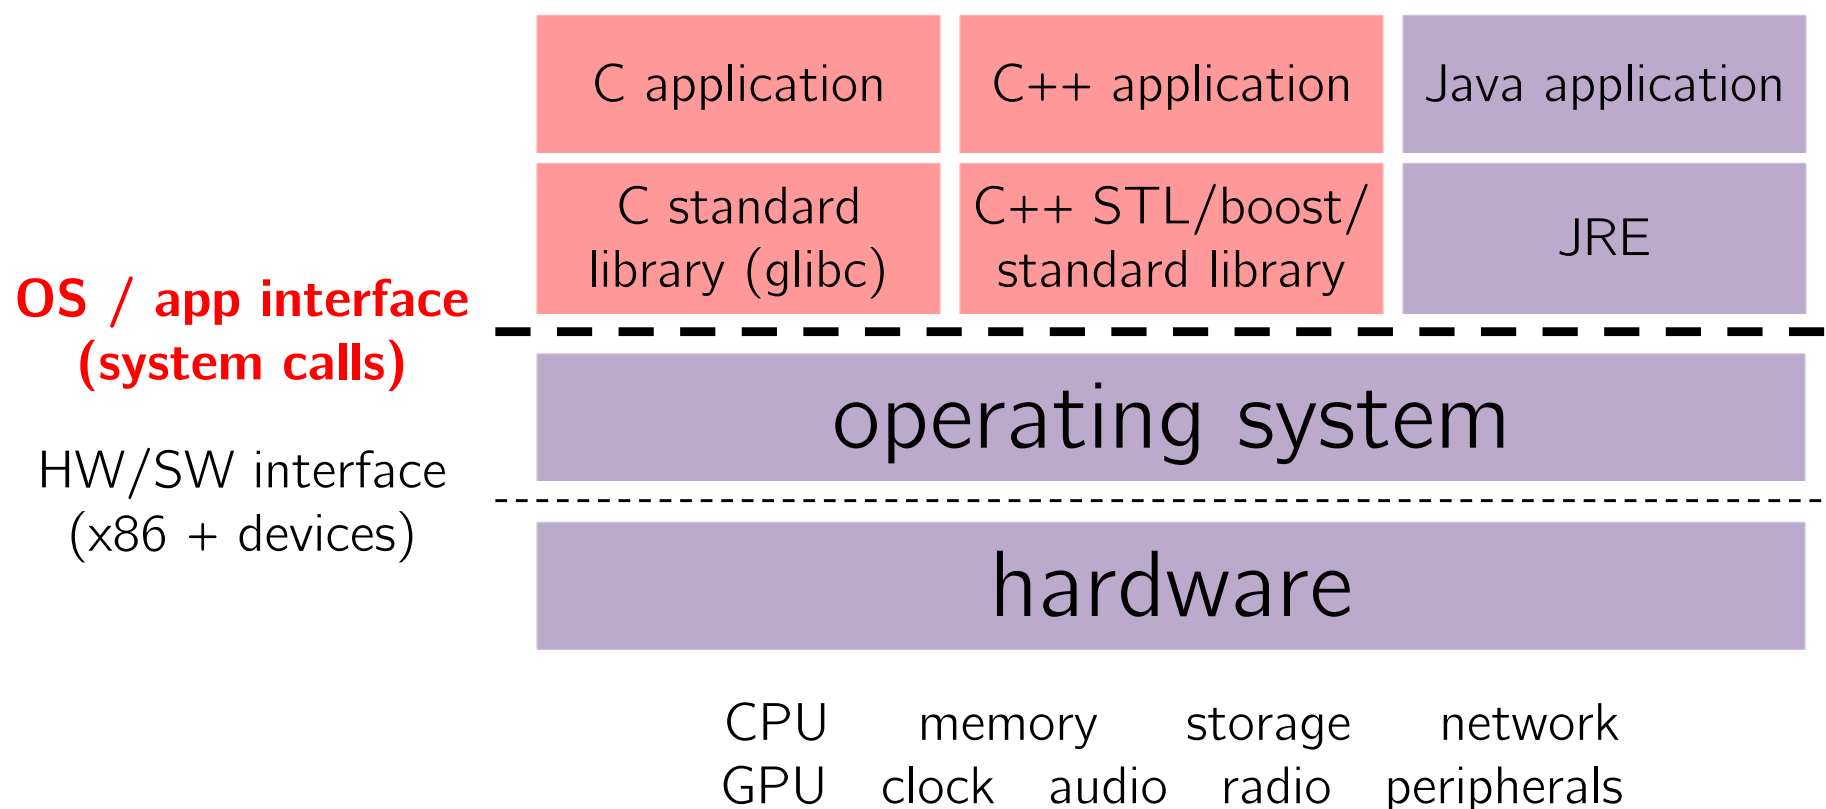 C application
C++ application
Java application
C standard
library (glibc)
C++ STL/boost/
standard library
JRE
OS / app interface
(system calls)
operating system
HW/SW interface
(x86 + devices)
hardware
CPU memory storage network
GPU clock audio radio peripherals